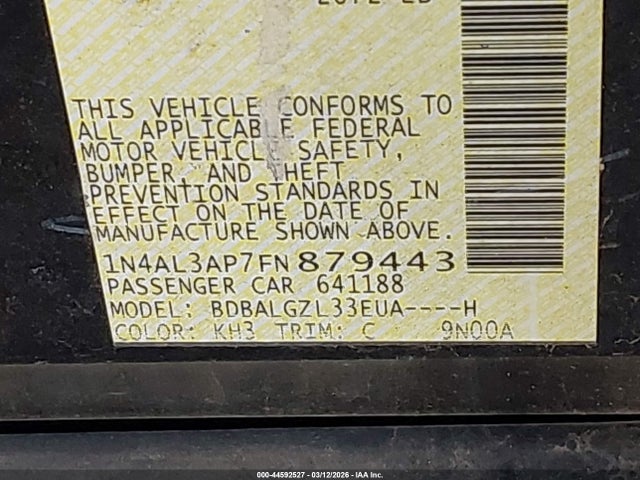 THIS VEHICLE CONFORMS TO
ALL APPLICABLE FEDERAL
MOTOR VEHICLE SAFETY,
BUMPER, AND THEFT
PREVENTION STANDARDS IN
EFFECT ON THE DATE OF
MANUFACTURE SHOWN ABOVE.
1N4AL3AP7FN879443
PASSENGER CAR 641188
MODEL: BDBALGZL33EUA----H
COLOR: KH3 TRIM: C 9N00A
000-44592527 - 03/12/2026 - IAA Inc.